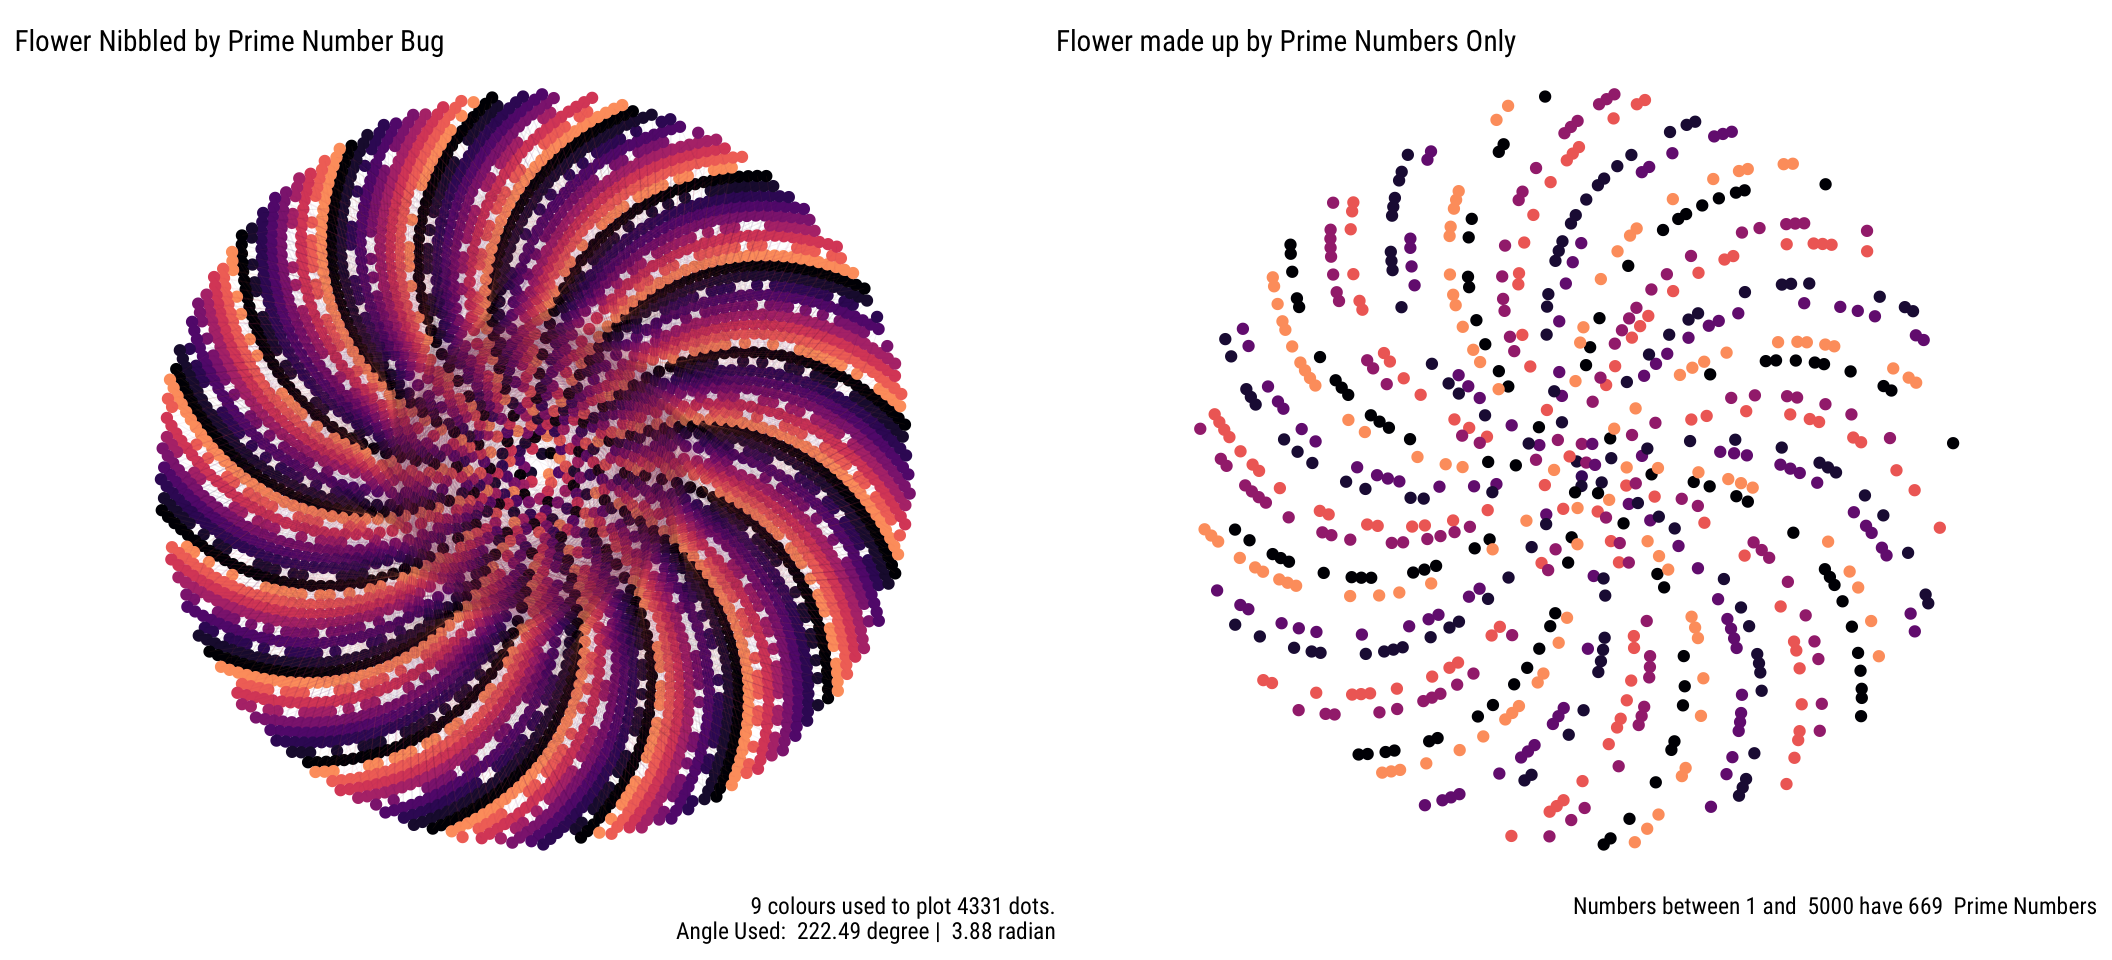 Flower Nibbled by Prime Number Bug
Flower made up by Prime Numbers Only
9 colours used to plot 4331 dots.
Angle Used:  222.49 degree |  3.88 radian
Numbers between 1 and  5000 have 669  Prime Numbers